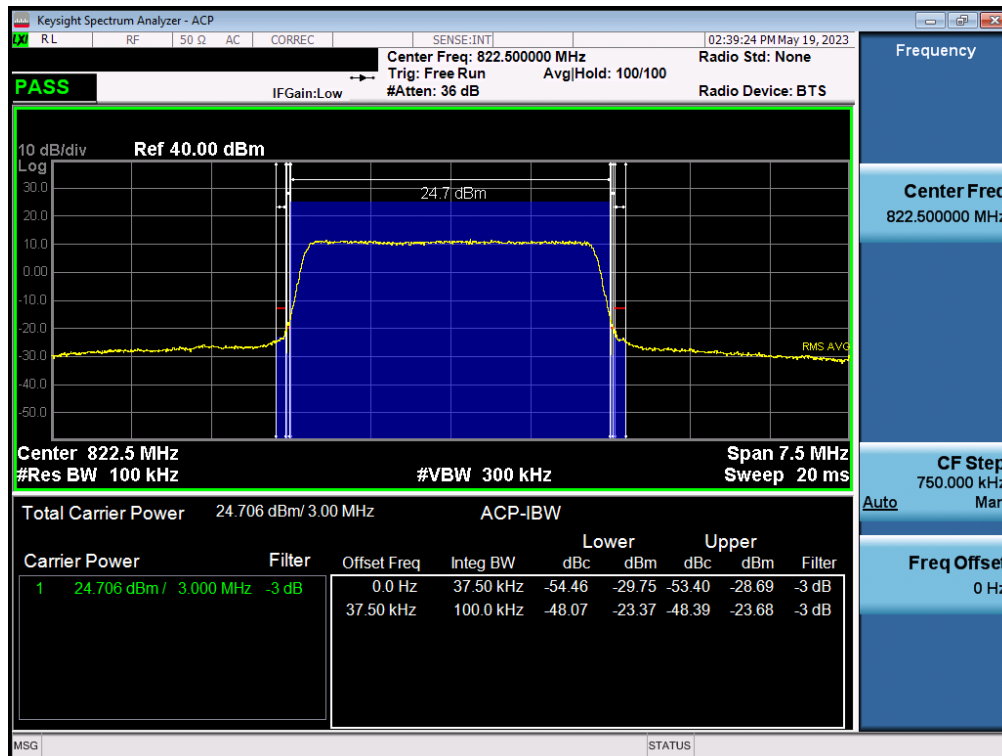 Keysight Spectrum Analyzer - ACP
LXI RL RF 50 Ω AC CORREC SENSE:INT 02:39:24 PM May 19, 2023
Center Freq: 822.500000 MHz Radio Std: None
Trig: Free Run Avg|Hold: 100/100
PASS IFGain:Low #Atten: 36 dB Radio Device: BTS
10 dB/div Ref 40.00 dBm
Log
30.0
20.0
10.0
0.00
-10.0
-20.0
-30.0
-40.0
-50.0
24.7 dBm
RMS AVG
Center 822.5 MHz Span 7.5 MHz
#Res BW 100 kHz #VBW 300 kHz Sweep 20 ms
Total Carrier Power 24.706 dBm/ 3.00 MHz ACP-IBW
Lower Upper
Carrier Power Filter Offset Freq Integ BW dBc dBm dBc dBm Filter
1 24.706 dBm / 3.000 MHz -3 dB 0.0 Hz 37.50 kHz -54.46 -29.75 -53.40 -28.69 -3 dB
37.50 kHz 100.0 kHz -48.07 -23.37 -48.39 -23.68 -3 dB
MSG STATUS
Frequency
Center Freq
822.500000 MHz
CF Step
750.000 kHz
Auto Man
Freq Offset
0 Hz